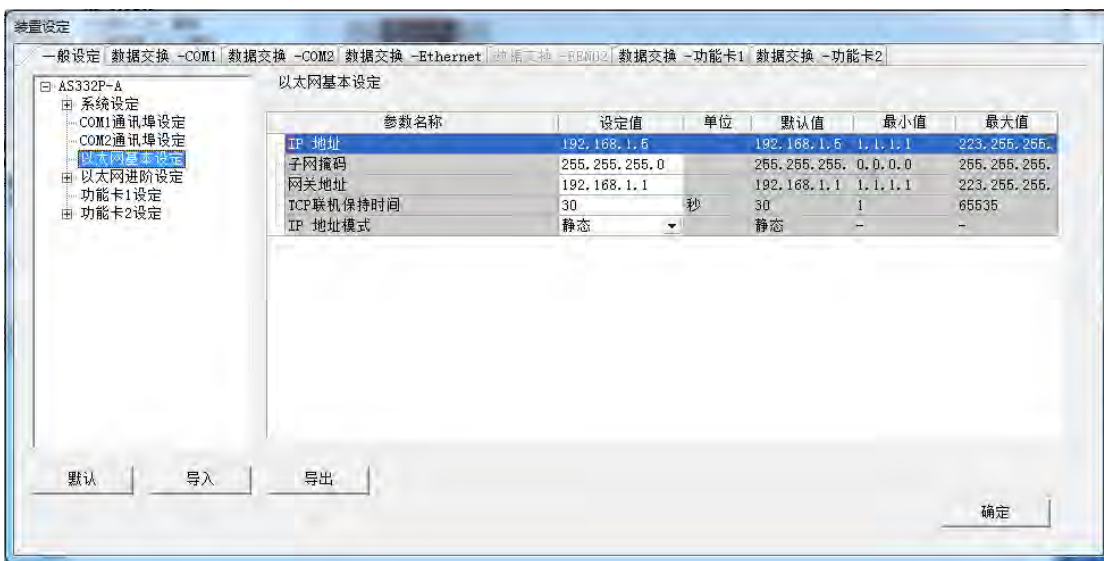 装置设定
一般设定 数据交换 -COM1 数据交换 -COM2 数据交换 -Ethernet 数据交换 -FEN02 数据交换 -功能卡1 数据交换 -功能卡2
AS332P-A
系统设定
COM1通讯埠设定
COM2通讯埠设定
以太网基本设定
以太网进阶设定
功能卡1设定
功能卡2设定
以太网基本设定
参数名称 设定值 单位 默认值 最小值 最大值
IP 地址 192.168.1.5 192.168.1.5 1.1.1.1 223.255.255.
子网掩码 255.255.255.0 255.255.255. 0.0.0.0 255.255.255.
网关地址 192.168.1.1 192.168.1.1 1.1.1.1 223.255.255.
TCP联机保持时间 30 秒 30 1 65535
IP 地址模式 静态 静态 - -
默认 导入 导出
确定